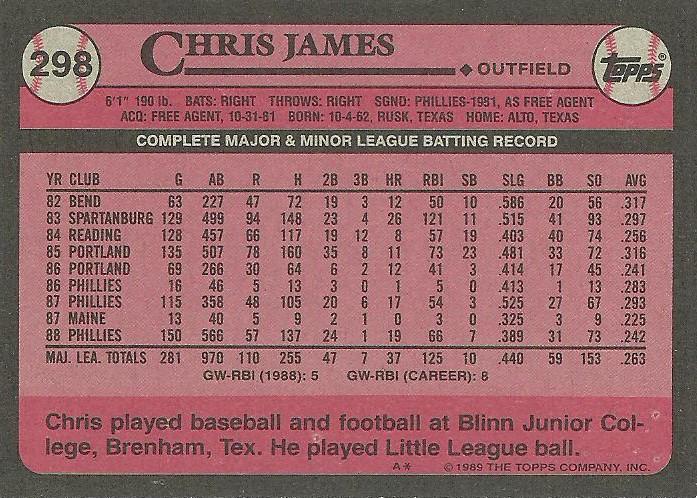 298
CHRIS JAMES
◆ OUTFIELD
TOPPS®
6'1" 190 lb. BATS: RIGHT THROWS: RIGHT SGND: PHILLIES-1981, AS FREE AGENT
ACQ: FREE AGENT, 10-31-81 BORN: 10-4-62, RUSK, TEXAS HOME: ALTO, TEXAS
COMPLETE MAJOR & MINOR LEAGUE BATTING RECORD
YR CLUB G AB R H 2B 3B HR RBI SB SLG BB SO AVG
82 BEND 63 227 47 72 19 3 12 50 10 .586 20 56 .317
83 SPARTANBURG 129 499 94 148 23 4 26 121 11 .515 41 93 .297
84 READING 128 457 66 117 19 12 8 57 19 .403 40 74 .256
85 PORTLAND 135 507 78 160 35 8 11 73 23 .481 33 72 .316
86 PORTLAND 69 266 30 64 6 2 12 41 3 .414 17 45 .241
86 PHILLIES 16 46 5 13 3 0 1 5 0 .413 1 13 .283
87 PHILLIES 115 358 48 105 20 6 17 54 3 .525 27 67 .293
87 MAINE 13 40 5 9 2 1 0 3 0 .325 3 9 .225
88 PHILLIES 150 566 57 137 24 1 19 66 7 .389 31 73 .242
MAJ. LEA. TOTALS 281 970 110 255 47 7 37 125 10 .440 59 153 .263
GW-RBI (1988): 5 GW-RBI (CAREER): 8
Chris played baseball and football at Blinn Junior Col-
lege, Brenham, Tex. He played Little League ball.
A* © 1989 THE TOPPS COMPANY, INC.